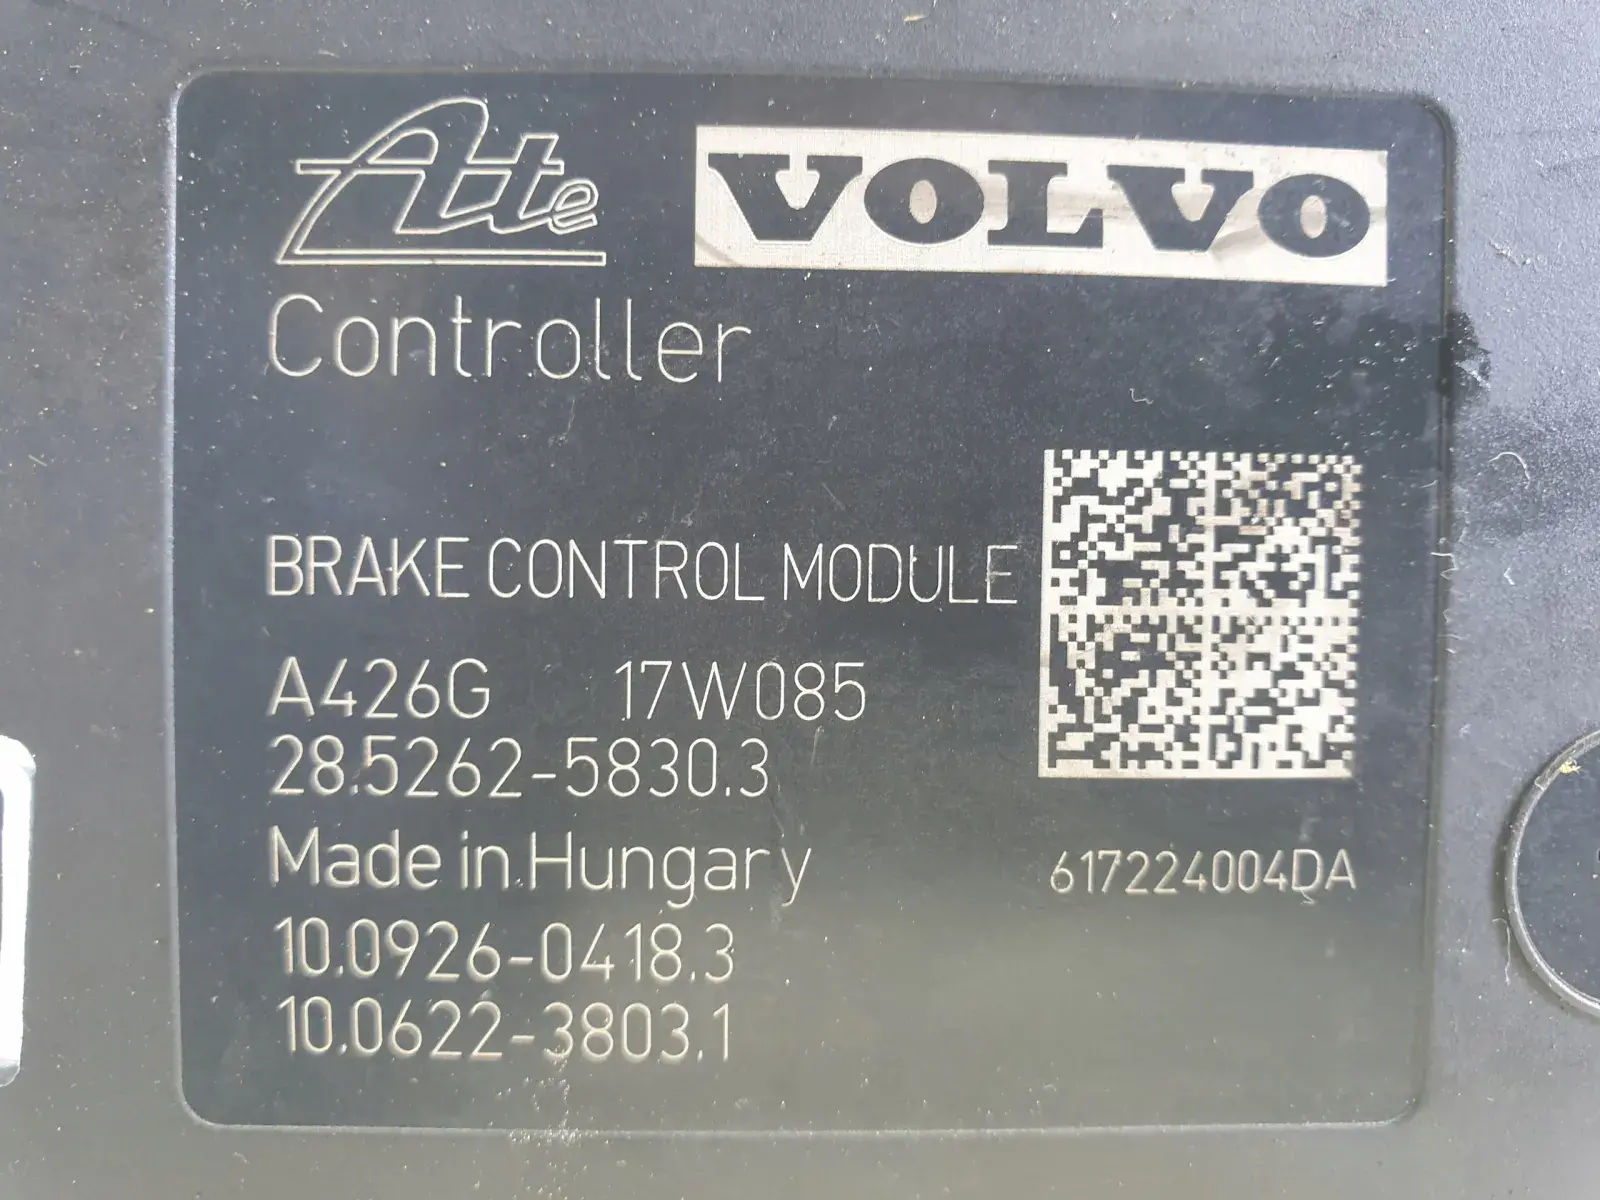 Ate VOLVO
Controller
BRAKE CONTROL MODULE
A426G 17W085
28.5262-5830.3
Made in Hungary
617224004DA
10.0926-0418.3
10.0622-3803.1